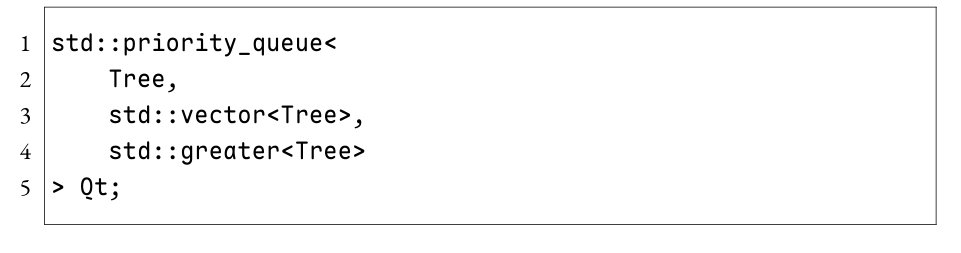 1 std::priority_queue<
2     Tree,
3     std::vector<Tree>,
4     std::greater<Tree>
5 > Qt;